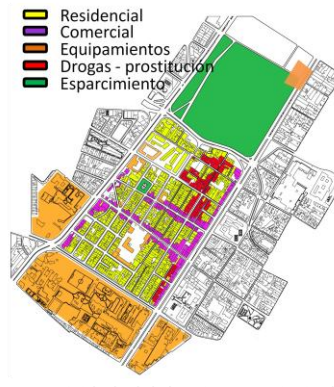 Residencial
Comercial
Equipamientos
Drogas - prostitución
Esparcimiento